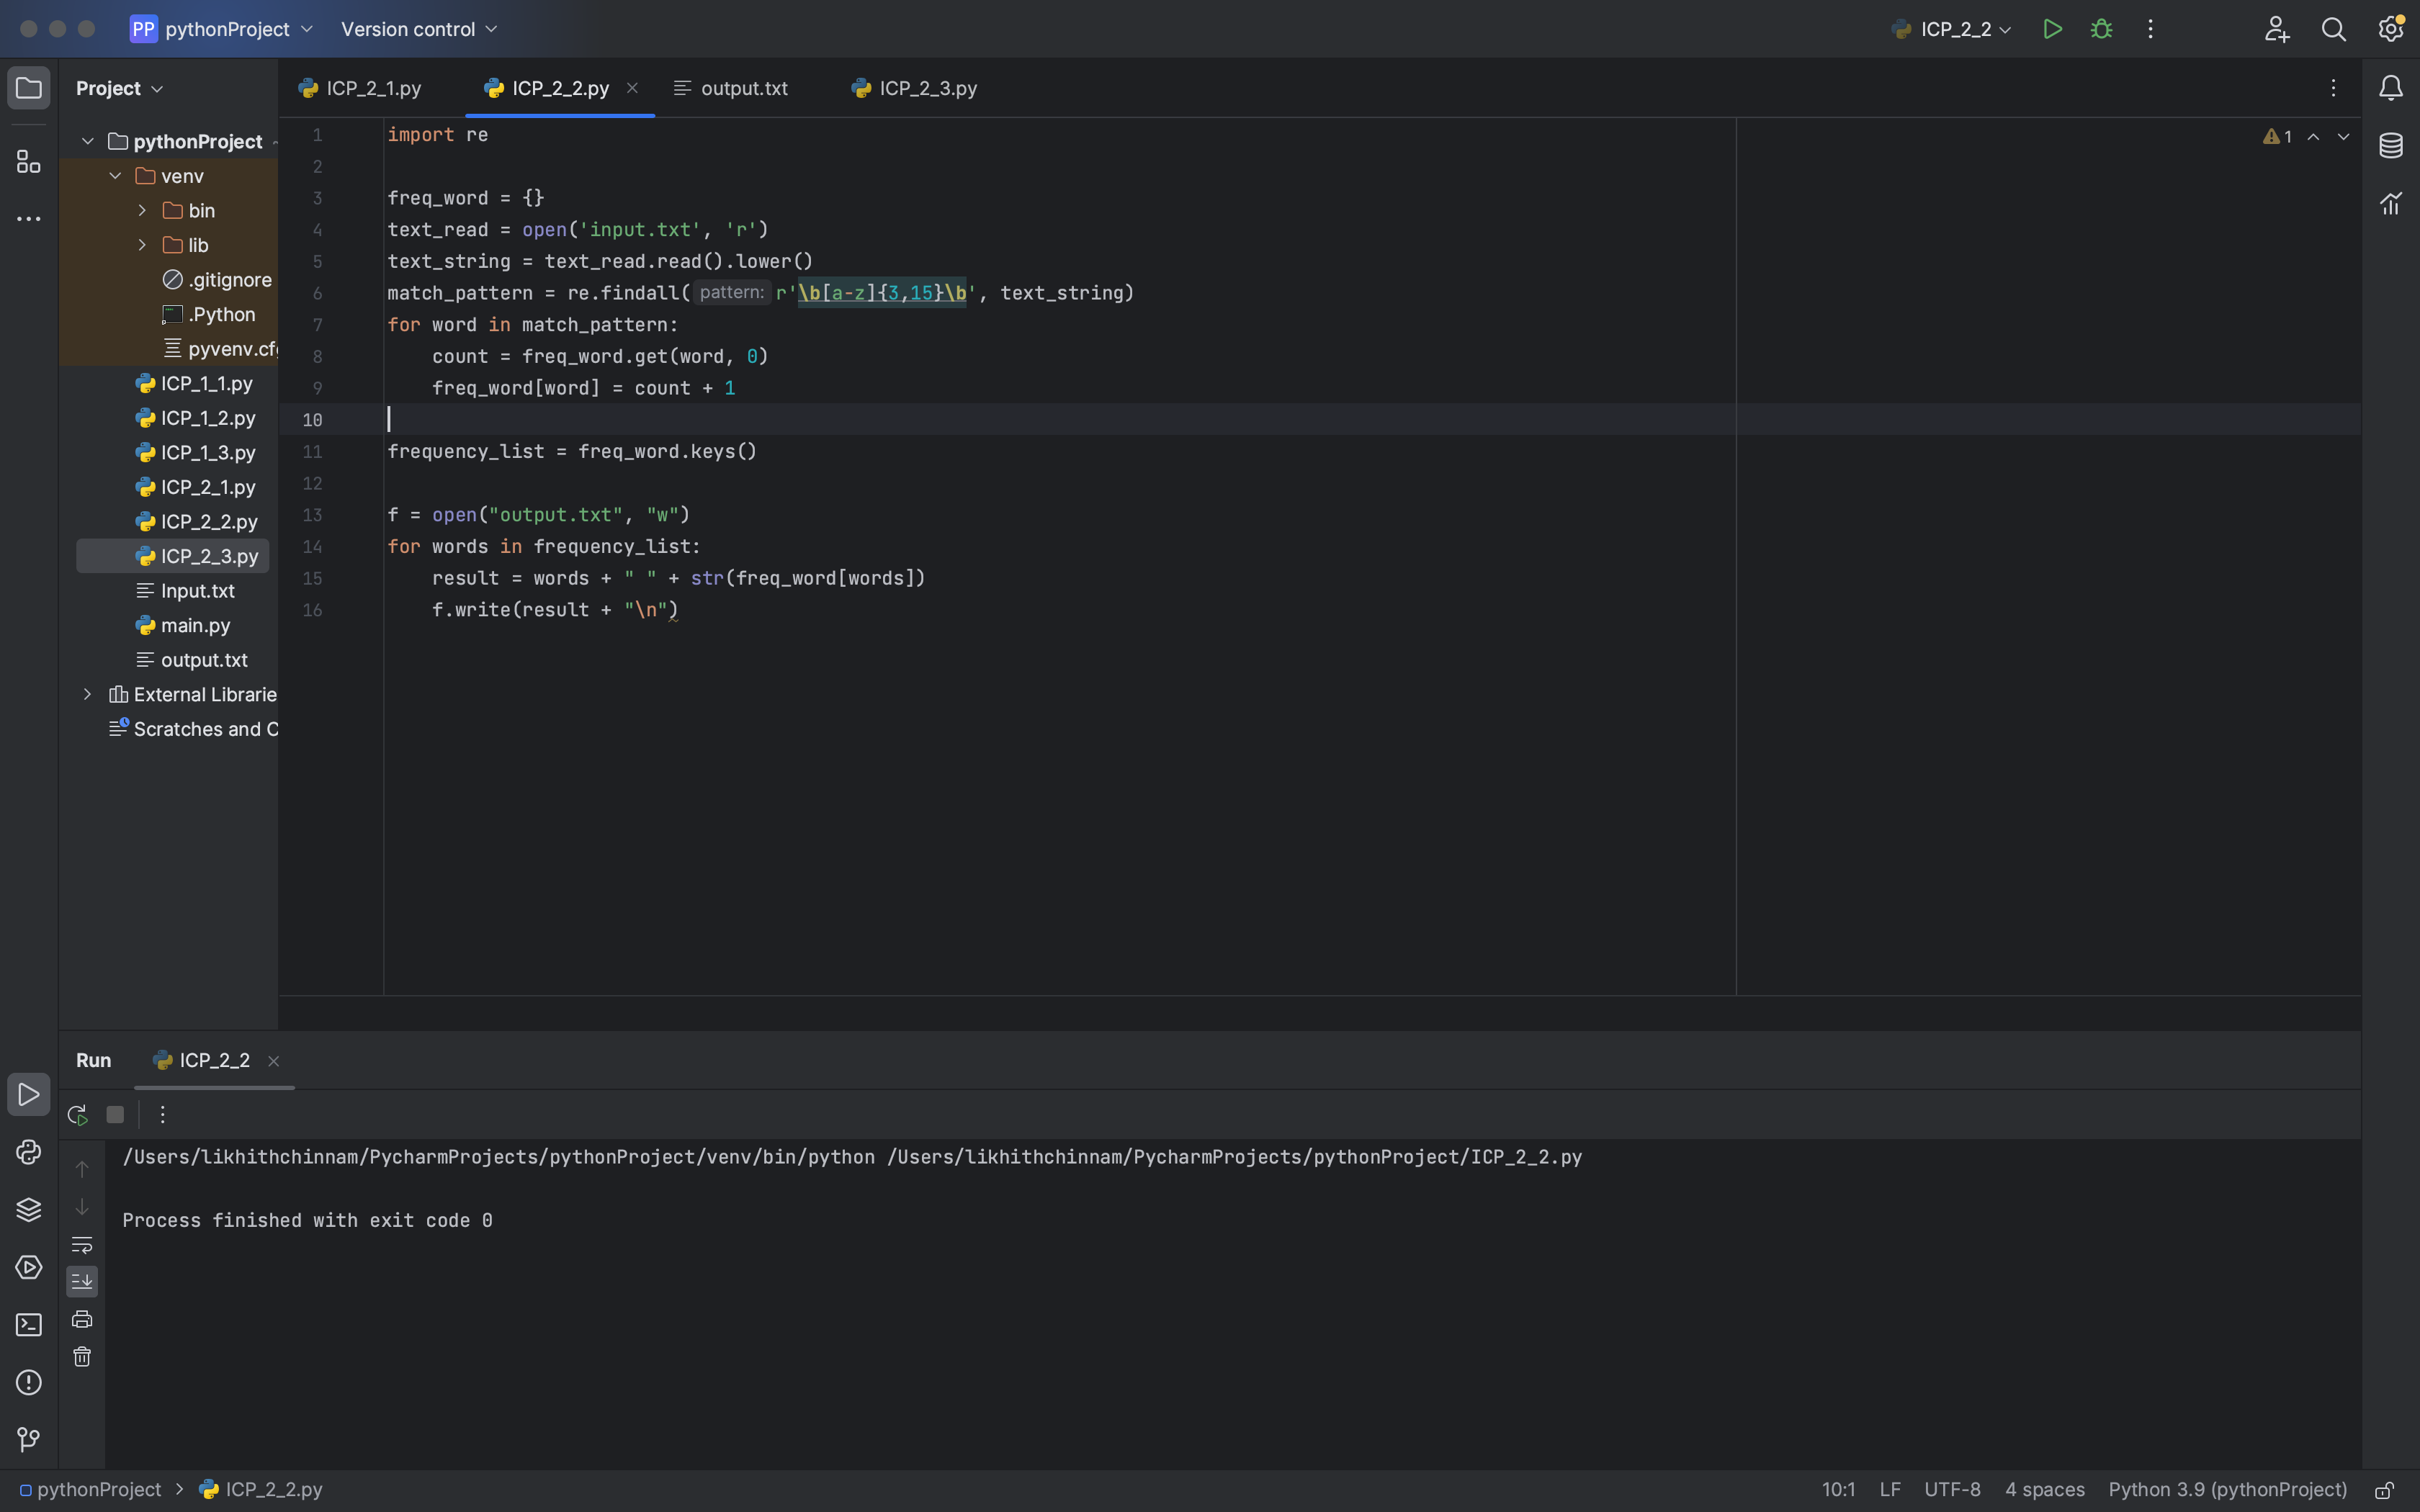 PP pythonProject Version control ICP_2_2
Project
ICP_2_1.py ICP_2_2.py output.txt ICP_2_3.py
pythonProject
venv
bin
lib
.gitignore
.Python
pyvenv.cfg
ICP_1_1.py
ICP_1_2.py
ICP_1_3.py
ICP_2_1.py
ICP_2_2.py
ICP_2_3.py
Input.txt
main.py
output.txt
External Librarie
Scratches and C
1 import re
2
3 freq_word = {}
4 text_read = open('input.txt', 'r')
5 text_string = text_read.read().lower()
6 match_pattern = re.findall( pattern: r'\b[a-z]{3,15}\b', text_string)
7 for word in match_pattern:
8     count = freq_word.get(word, 0)
9     freq_word[word] = count + 1
10
11 frequency_list = freq_word.keys()
12
13 f = open("output.txt", "w")
14 for words in frequency_list:
15     result = words + " " + str(freq_word[words])
16     f.write(result + "\n")
1
Run ICP_2_2
/Users/likhithchinnam/PycharmProjects/pythonProject/venv/bin/python /Users/likhithchinnam/PycharmProjects/pythonProject/ICP_2_2.py
Process finished with exit code 0
pythonProject > ICP_2_2.py 10:1 LF UTF-8 4 spaces Python 3.9 (pythonProject)